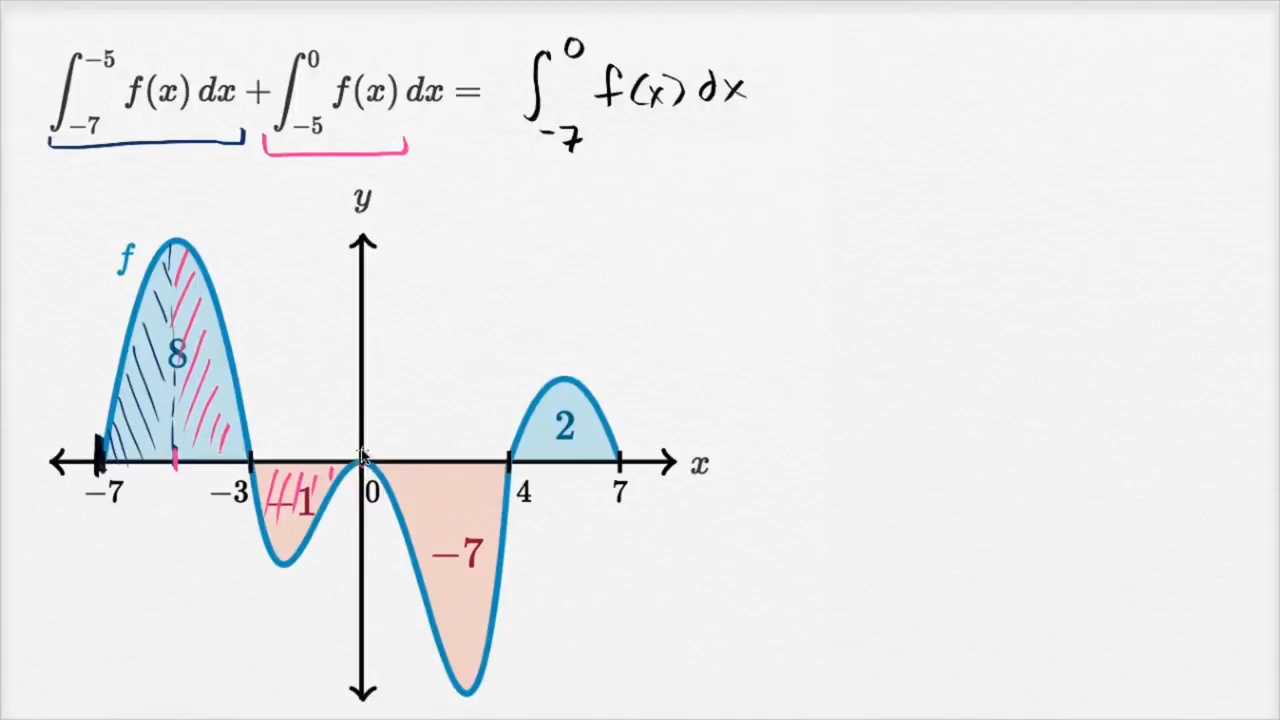 ∫_{-7}^{-5} f(x) dx + ∫_{-5}^{0} f(x) dx = ∫_{-7}^{0} f(x) dx
y
f
8
2
-7 -3 0 4 7 x
-1
-7